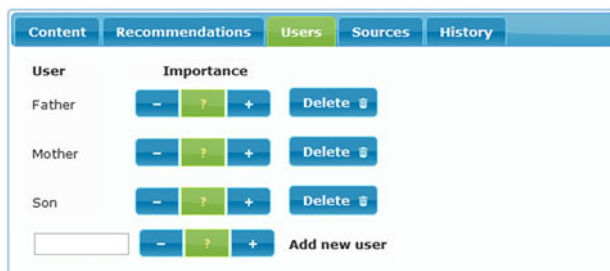 Content Recommendations Users Sources History
User Importance
Father − ? + Delete
Mother − ? + Delete
Son − ? + Delete
− ? + Add new user